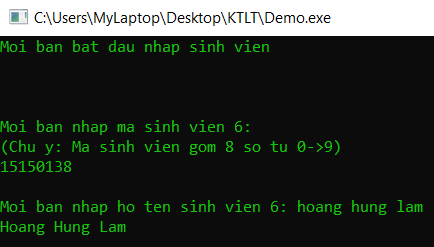 C:\Users\MyLaptop\Desktop\KTLT\Demo.exe
Moi ban bat dau nhap sinh vien
Moi ban nhap ma sinh vien 6:
(Chu y: Ma sinh vien gom 8 so tu 0->9)
15150138
Moi ban nhap ho ten sinh vien 6: hoang hung lam
Hoang Hung Lam